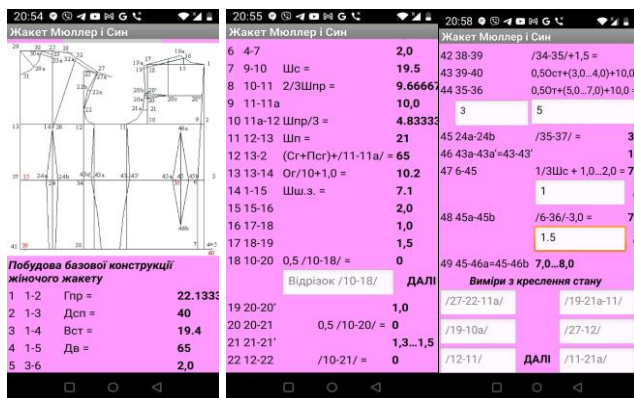 20:54
Жакет Мюллер і Син
Побудова базової конструкції
жіночого жакету
1 1-2 Гпр = 22.1333
2 1-3 Дсп = 40
3 1-4 Вст = 19.4
4 1-5 Дв = 65
5 3-6 2,0
20:55
Жакет Мюллер і Син
6 4-7 2,0
7 9-10 Шс= 19.5
8 10-11 2/3Шпр = 9.66667
9 11-11а 10,0
10 11а-12 Шпр/3 = 4.83333
11 12-13 Шп = 21
12 13-2 (Сг+Псг)+/11-11а/ = 65
13 13-14 Ог/10+1,0 = 10.2
14 1-15 Шш.з. = 7.1
15 15-16 2,0
16 17-18 1,0
17 18-19 1,5
18 10-20 0,5 /10-18/ = 0
Відрізок /10-18/ ДАЛІ
19 20-20' 1,0
20 20-21 0,5 /10-20/ = 0
21 21-21' 1,3...1,5
22 12-22 /10-21/ = 0
20:58
Жакет Мюллер і Син
42 38-39 /34-35/+1,5 =
43 39-40 0,5Ост+(3,0...4,0)+10,0
44 35-36 0,5От+(5,0...7,0)+10,0 =
3 5
45 24а-24b /35-37/ = 3
46 43а-43а'=43-43' 1
47 6-45 1/3Шс + 1,0...2,0 = 7
1
48 45а-45b /6-36/-3,0 = 7
1.5
49 45-46а=45-46b 7,0...8,0
Виміри з креслення стану
/27-22-11а/ /19-21а-11/
/19-10а/ /27-12/
/12-11/ ДАЛІ /11-21а/